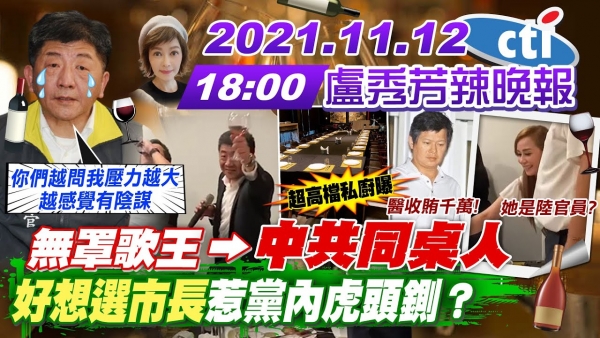 2021.11.12
cti
18:00
盧秀芳辣晚報
你們越問我壓力越大
越感覺有陰謀
官
超高檔私廚曝
醫收賄千萬!
她是陸官員?
無罩歌王➡中共同桌人
好想選市長惹黨內虎頭鍘?